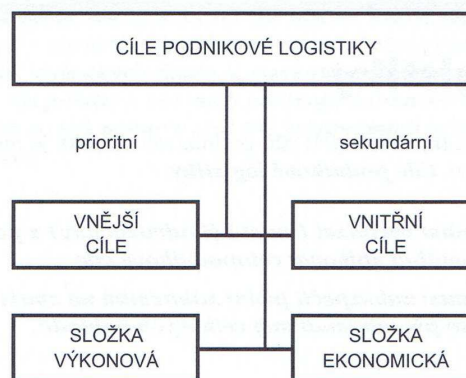 CÍLE PODNIKOVÉ LOGISTIKY
prioritní
sekundární
VNĚJŠÍ
CÍLE
VNITŘNÍ
CÍLE
SLOŽKA
VÝKONOVÁ
SLOŽKA
EKONOMICKÁ